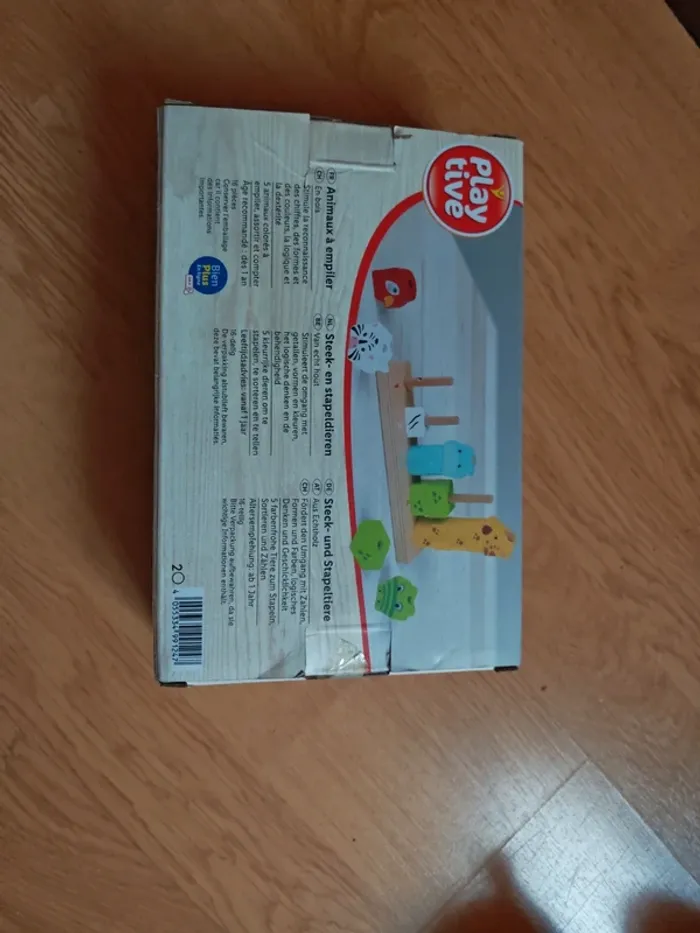 Play
tive
FR Animaux à empiler
CH En bois
Stimule la reconnaissance
des chiffres, des formes et
des couleurs, la logique et
la dextérité
5 animaux colorés à
empiler, assortir et compter
Âge recommandé : dès 1 an
16 pièces
Conserver l'emballage
car il contient
des informations
importantes.
Bien
Plus
NL Steek- en stapeldieren
BE Van echt hout
Stimuleert de omgang met
getallen, vormen en kleuren,
het logische denken en de
behendigheid
5 kleurrijke dieren om te
stapelen, te sorteren en te tellen
Leeftijdsadvies: vanaf 1 jaar
16-delig
De verpakking alstublieft bewaren,
deze bevat belangrijke informaties.
DE Steck- und Stapeltiere
AT Aus Echtholz
CH Fördert den Umgang mit Zahlen,
Formen und Farben, logisches
Denken und Geschicklichkeit
5 farbenfrohe Tiere zum Stapeln,
Sortieren und Zählen
Altersempfehlung: ab 1 Jahr
16-teilig
Bitte Verpackung aufbewahren, da sie
wichtige Informationen enthält.
2
4 055334 991247